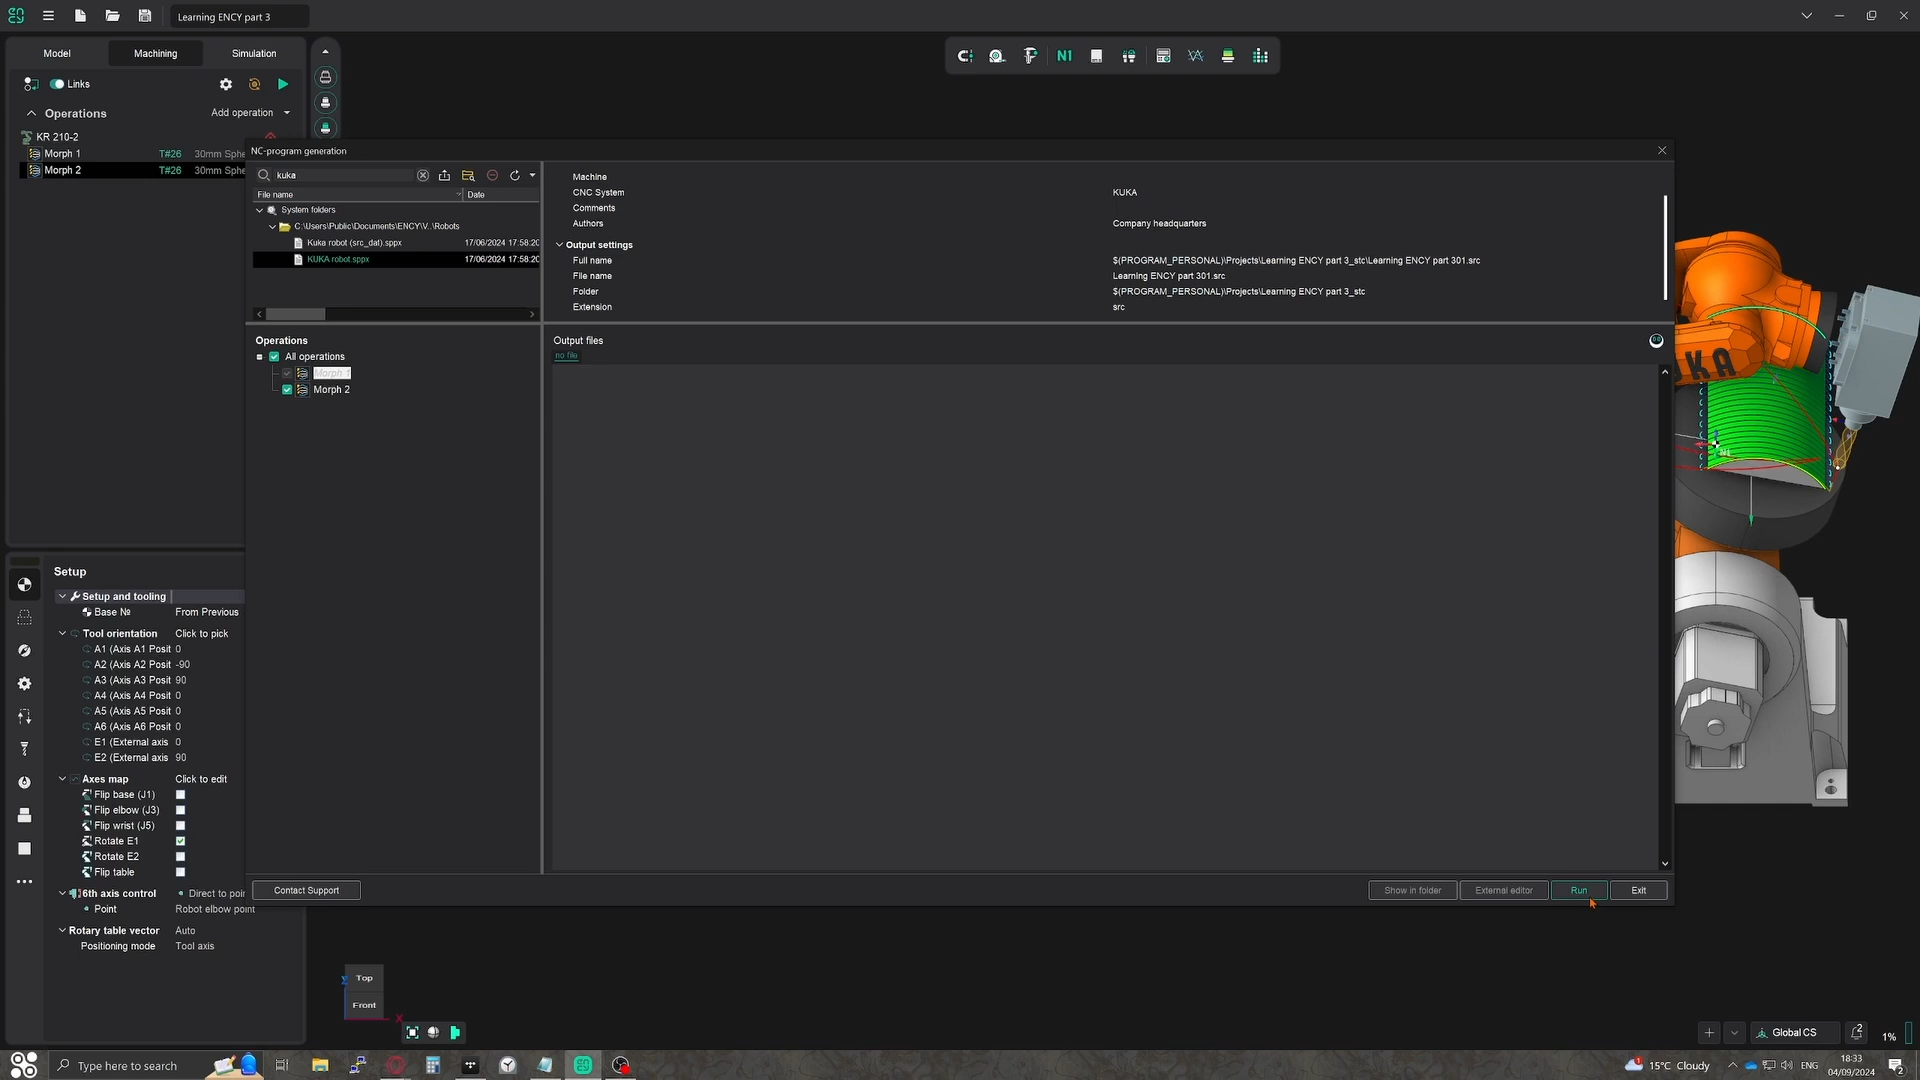 Learning ENCY part 3
Model
Machining
Simulation
Links
Operations
Add operation
KR 210-2
Morph 1 T#26 30mm Sphe
Morph 2 T#26 30mm Sphe
NC-program generation
kuka
File name
Date
System folders
C:\Users\Public\Documents\ENCY\V...\Robots
Kuka robot (src_dat).sppx 17/06/2024 17:58:20
KUKA robot.sppx 17/06/2024 17:58:20
Machine
CNC System KUKA
Comments
Authors Company headquarters
Output settings
Full name $(PROGRAM_PERSONAL)\Projects\Learning ENCY part 3_stc\Learning ENCY part 301.src
File name Learning ENCY part 301.src
Folder $(PROGRAM_PERSONAL)\Projects\Learning ENCY part 3_stc
Extension src
Operations
All operations
Morph 1
Morph 2
Output files
no file
N1
UKA
Contact Support
Show in folder
External editor
Run
Exit
Setup
Setup and tooling
Base № From Previous
Tool orientation Click to pick
A1 (Axis A1 Posit 0
A2 (Axis A2 Posit -90
A3 (Axis A3 Posit 90
A4 (Axis A4 Posit 0
A5 (Axis A5 Posit 0
A6 (Axis A6 Posit 0
E1 (External axis 0
E2 (External axis 90
Axes map Click to edit
Flip base (J1)
Flip elbow (J3)
Flip wrist (J5)
Rotate E1
Rotate E2
Flip table
6th axis control Direct to poin
Point Robot elbow point
Rotary table vector Auto
Positioning mode Tool axis
Z
Top
Front
X
Global CS
2
1%
Type here to search
1
15°C Cloudy
ENG
18:33
04/09/2024
2